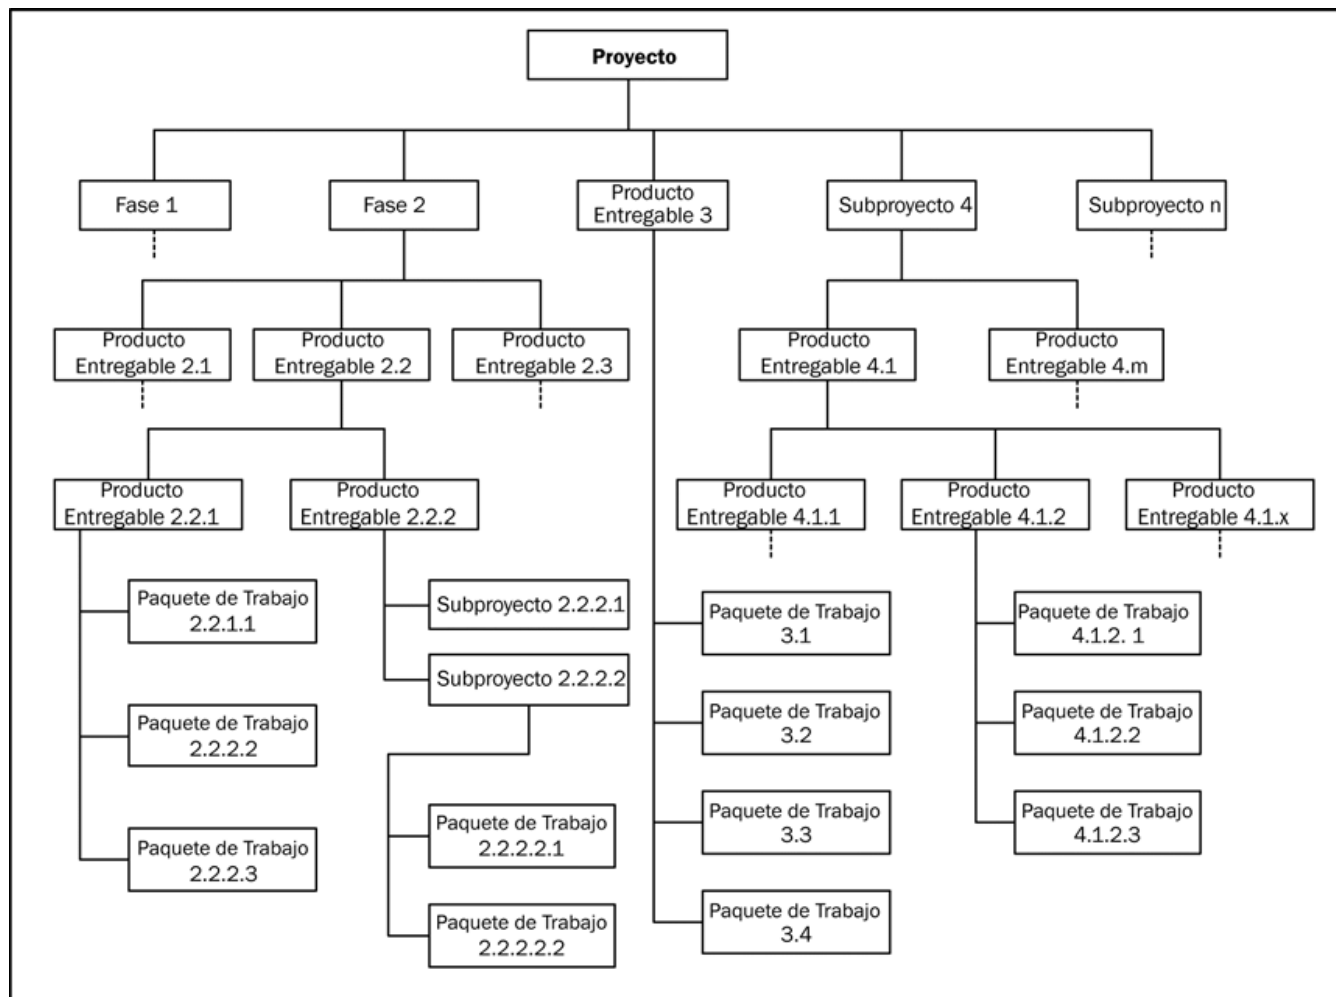 Proyecto
Fase 1
Fase 2
Producto
Entregable 3
Subproyecto 4
Subproyecto n
Producto
Entregable 2.1
Producto
Entregable 2.2
Producto
Entregable 2.3
Producto
Entregable 4.1
Producto
Entregable 4.m
Producto
Entregable 2.2.1
Producto
Entregable 2.2.2
Producto
Entregable 4.1.1
Producto
Entregable 4.1.2
Producto
Entregable 4.1.x
Paquete de Trabajo
2.2.1.1
Paquete de Trabajo
2.2.2.2
Paquete de Trabajo
2.2.2.3
Subproyecto 2.2.2.1
Subproyecto 2.2.2.2
Paquete de Trabajo
2.2.2.2.1
Paquete de Trabajo
2.2.2.2.2
Paquete de Trabajo
3.1
Paquete de Trabajo
3.2
Paquete de Trabajo
3.3
Paquete de Trabajo
3.4
Paquete de Trabajo
4.1.2. 1
Paquete de Trabajo
4.1.2.2
Paquete de Trabajo
4.1.2.3